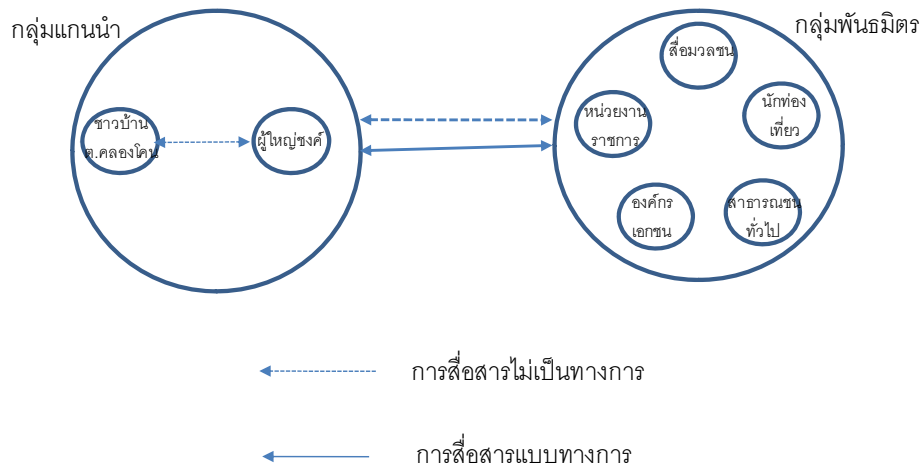 กลุ่มแกนนำ
กลุ่มพันธมิตร
ชาวบ้าน
ต.คลองโคน
ผู้ใหญ่ชงค์
สื่อมวลชน
หน่วยงาน
ราชการ
นักท่อง
เที่ยว
องค์กร
เอกชน
สาธารณชน
ทั่วไป
การสื่อสารไม่เป็นทางการ
การสื่อสารแบบทางการ